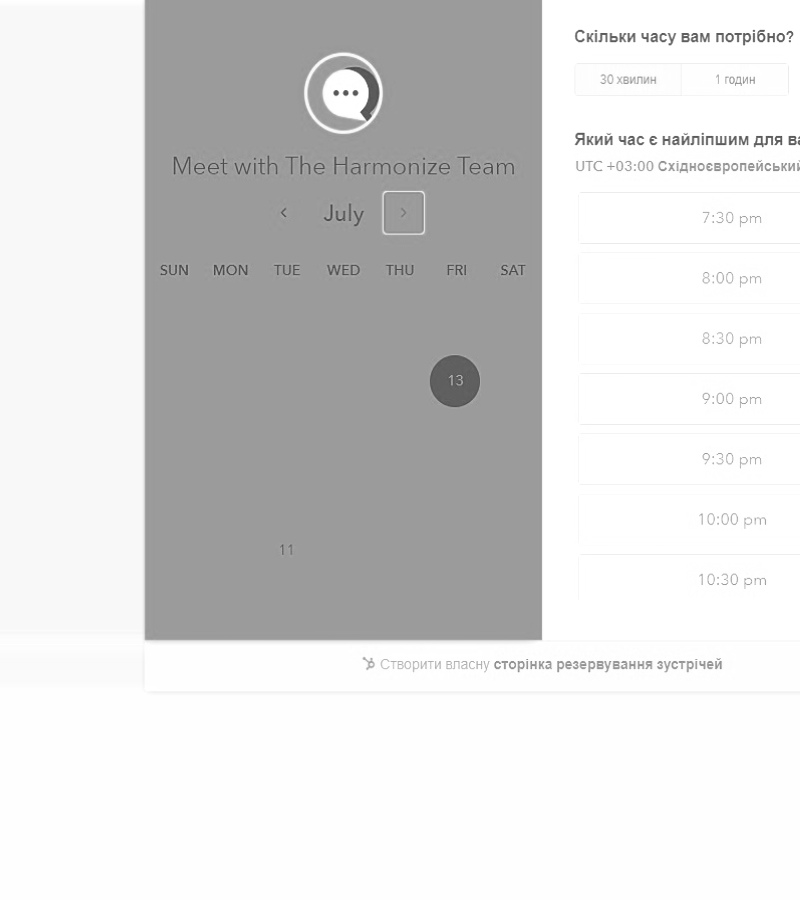 Meet with The Harmonize Team
July
SUN MON TUE WED THU FRI SAT
13
11
Скільки часу вам потрібно?
30 хвилин 1 годин
Який час є найліпшим для ва
UTC +03:00 Східноєвропейський
7:30 pm
8:00 pm
8:30 pm
9:00 pm
9:30 pm
10:00 pm
10:30 pm
Створити власну сторінка резервування зустрічей